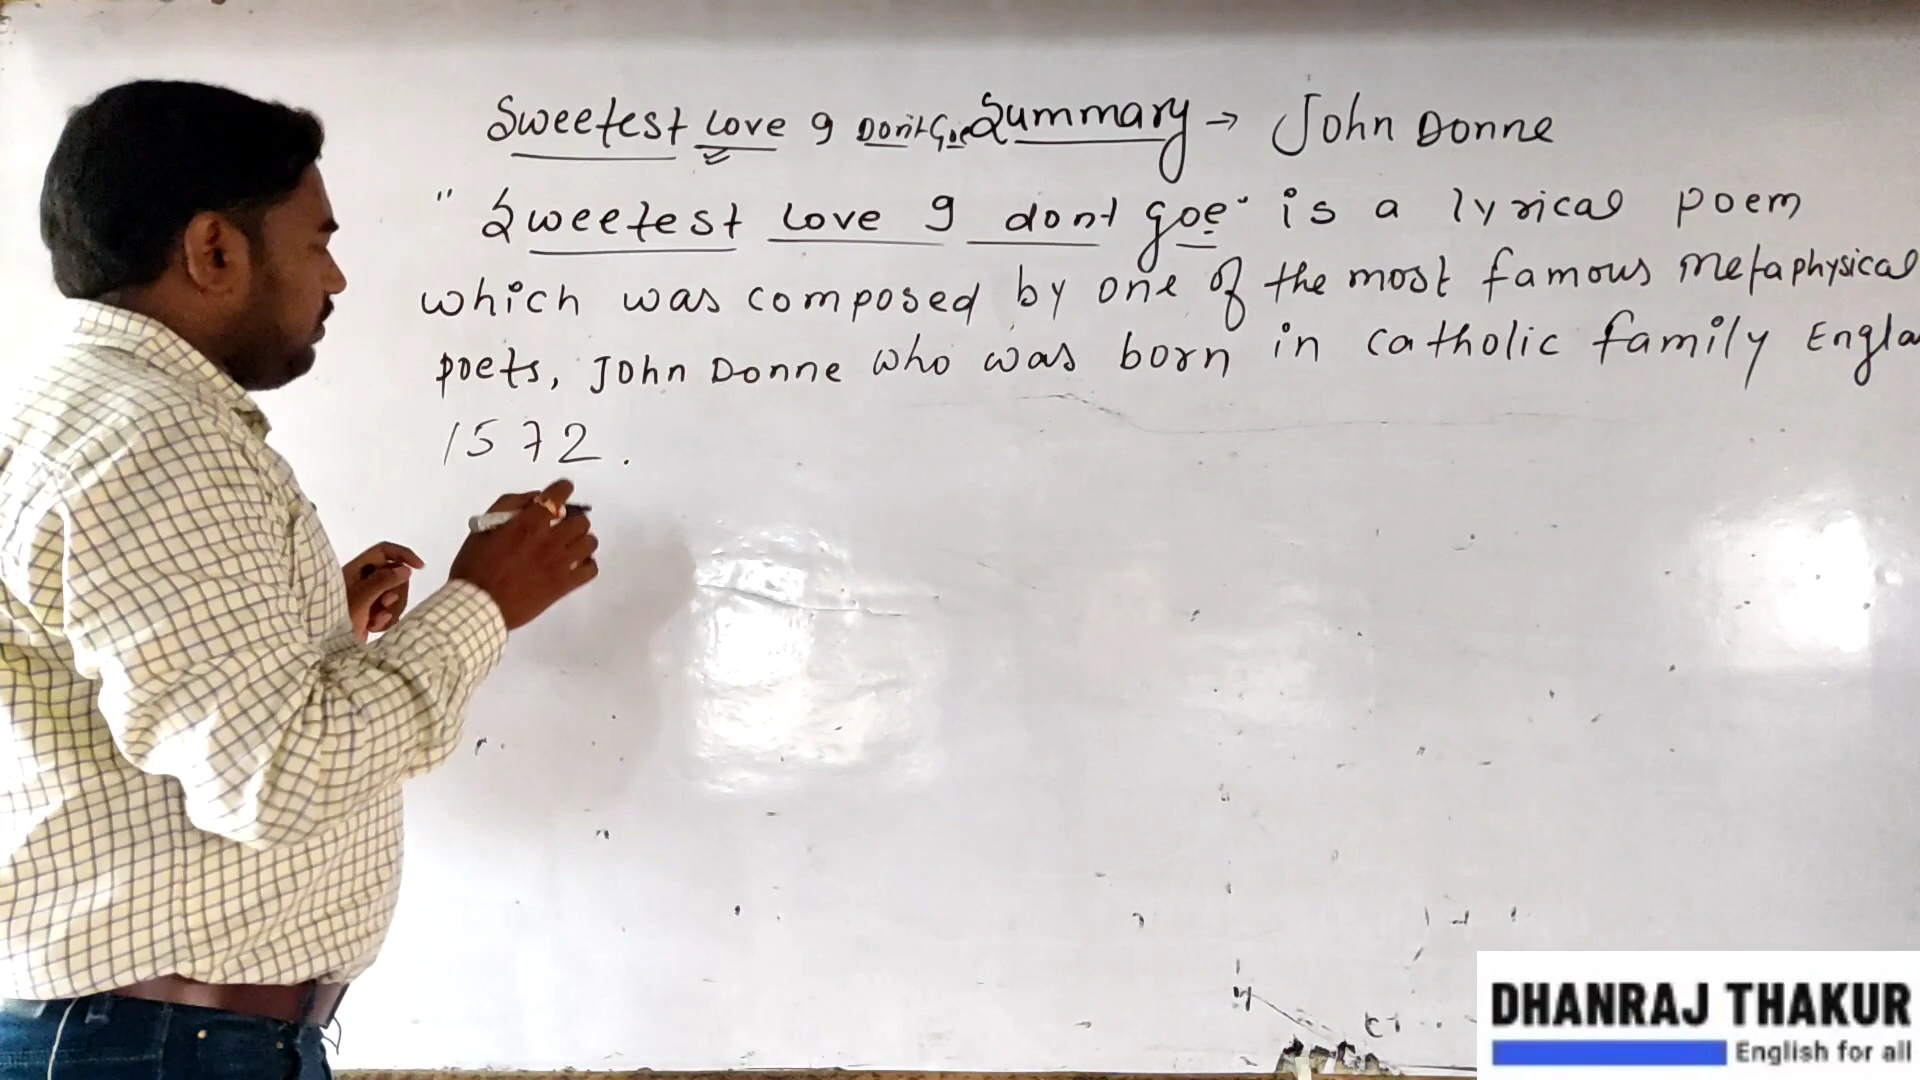 Sweetest Love I Don't Goe Summary → John Donne
"Sweetest Love I dont goe" is a lyrical poem
which was composed by one of the most famous metaphysical
poets, John Donne who was born in catholic family Engla
1572.
DHANRAJ THAKUR
English for all